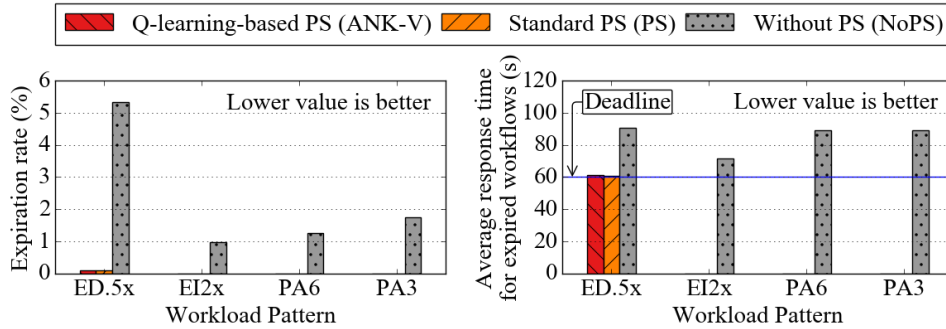 Q-learning-based PS (ANK-V) Standard PS (PS) Without PS (NoPS)
Expiration rate (%)
6
5
4
3
2
1
0
Lower value is better
ED.5x EI2x PA6 PA3
Workload Pattern
Average response time
for expired workflows (s)
120
100
80
60
40
20
0
Deadline
Lower value is better
ED.5x EI2x PA6 PA3
Workload Pattern